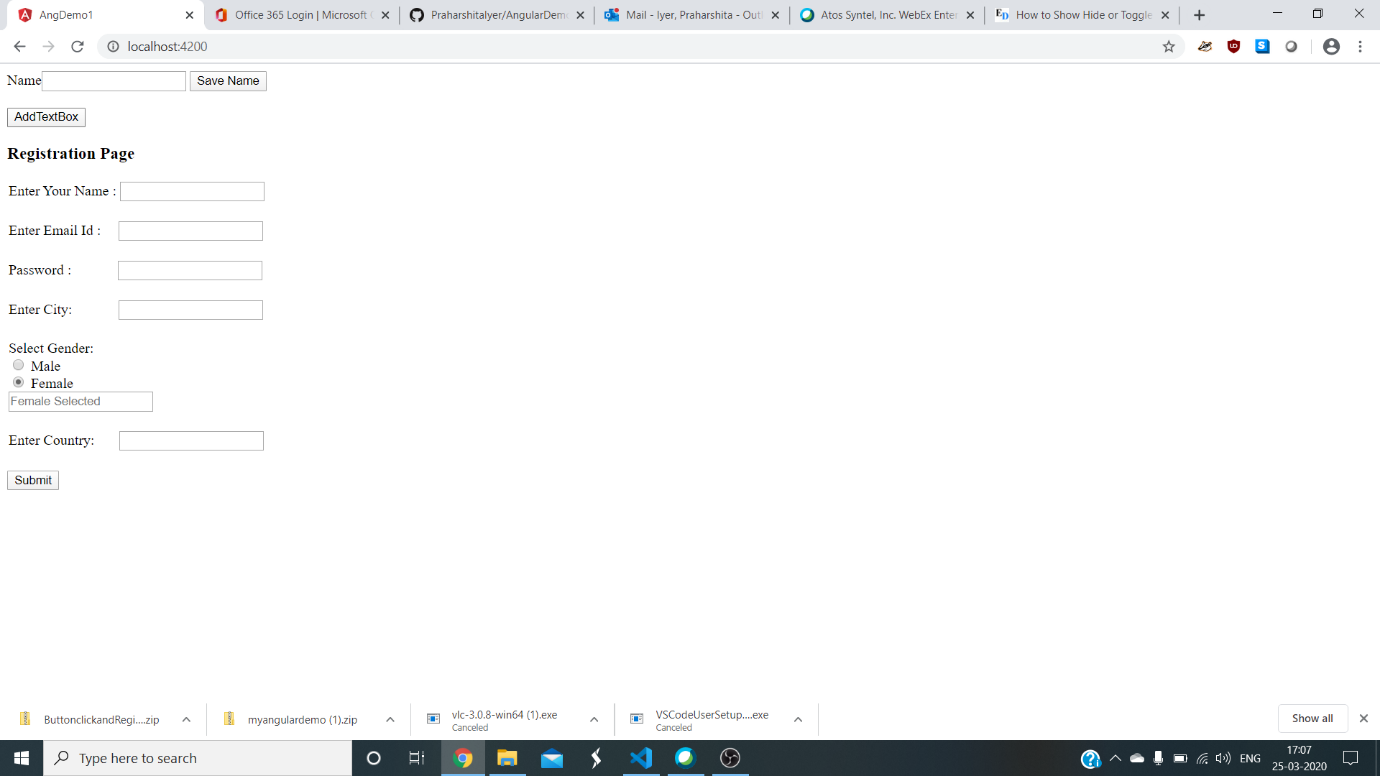 AngDemo1
Office 365 Login | Microsoft
PraharshitaIyer/AngularDem
Mail - Iyer, Praharshita - Out
Atos Syntel, Inc. WebEx Enter
How to Show Hide or Toggle
localhost:4200
Name
Save Name
AddTextBox
Registration Page
Enter Your Name :
Enter Email Id :
Password :
Enter City:
Select Gender:
Male
Female
Female Selected
Enter Country:
Submit
ButtonclickandRegi....zip
myangulardemo (1).zip
vlc-3.0.8-win64 (1).exe
Canceled
VSCodeUserSetup....exe
Canceled
Show all
Type here to search
ENG
17:07
25-03-2020